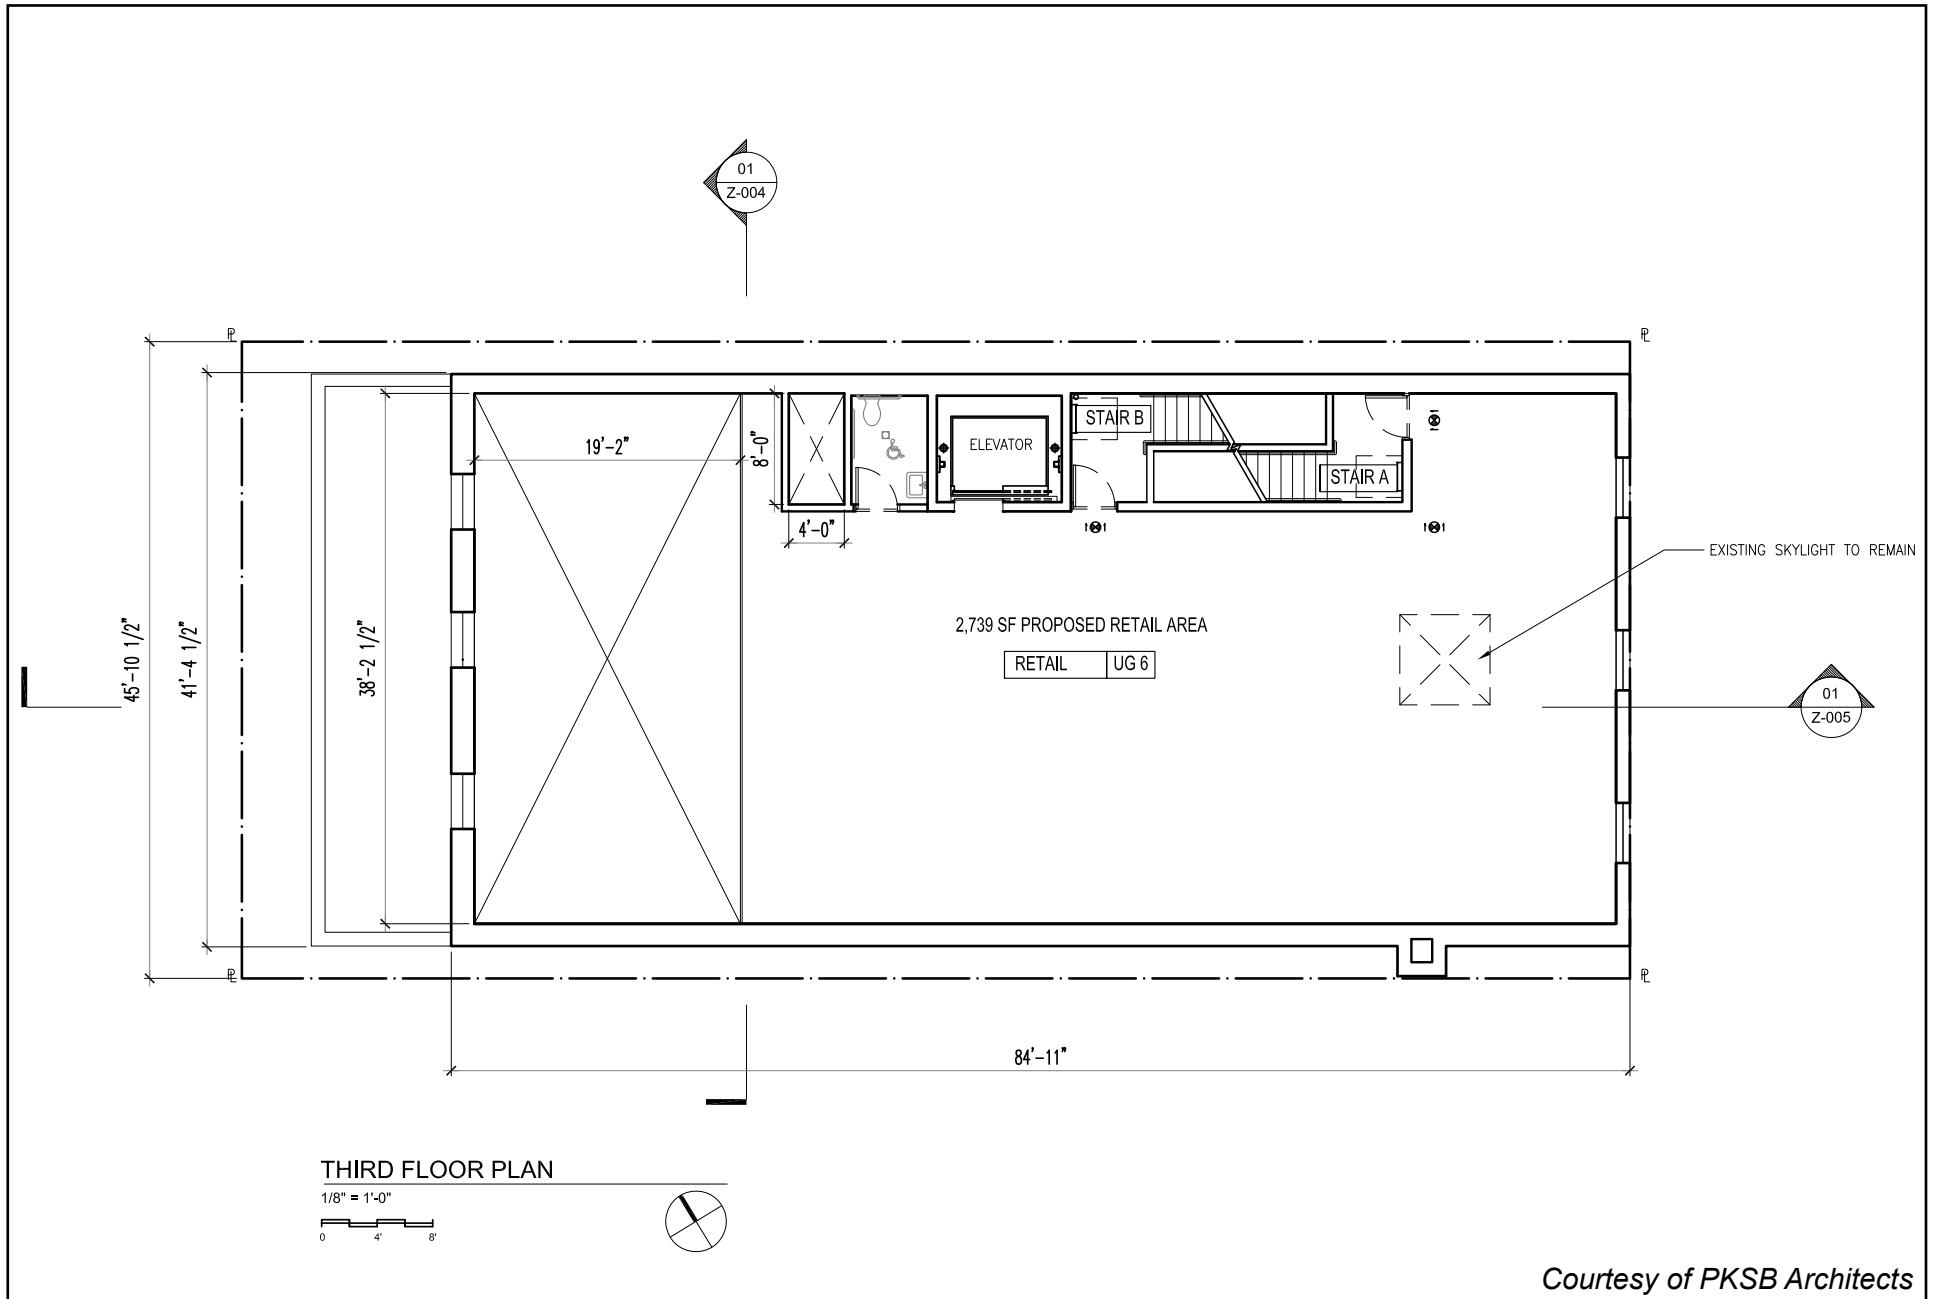 01
Z-004
℄
℄
19'-2"
8'-0"
4'-0"
ELEVATOR
STAIR B
STAIR A
EXISTING SKYLIGHT TO REMAIN
45'-10 1/2"
41'-4 1/2"
38'-2 1/2"
2,739 SF PROPOSED RETAIL AREA
RETAIL UG 6
01
Z-005
℄
℄
84'-11"
THIRD FLOOR PLAN
1/8" = 1'-0"
0 4' 8'
Courtesy of PKSB Architects